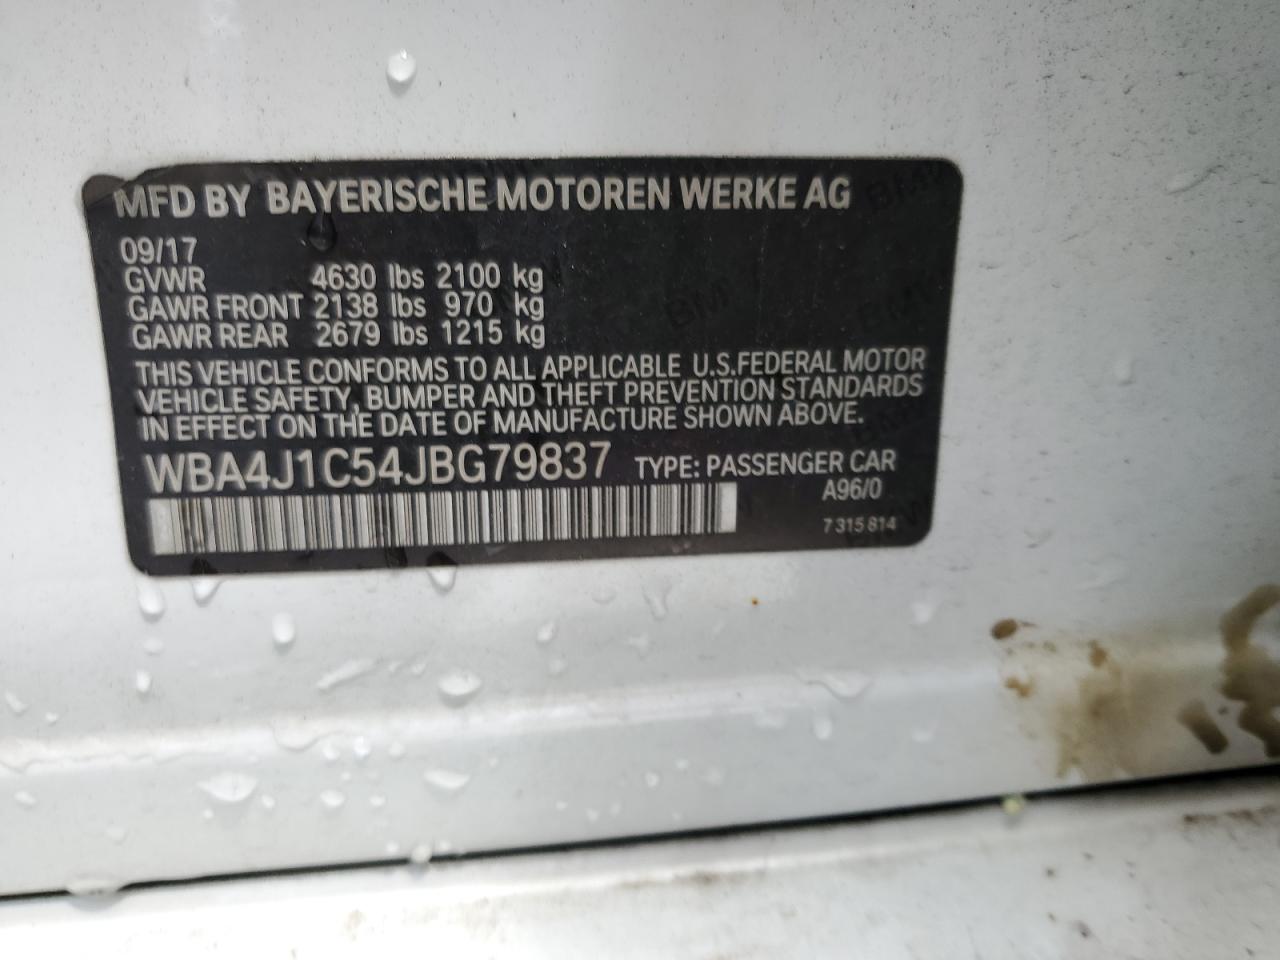 MFD BY BAYERISCHE MOTOREN WERKE AG
09/17
GVWR 4630 lbs 2100 kg
GAWR FRONT 2138 lbs 970 kg
GAWR REAR 2679 lbs 1215 kg
THIS VEHICLE CONFORMS TO ALL APPLICABLE U.S.FEDERAL MOTOR
VEHICLE SAFETY, BUMPER AND THEFT PREVENTION STANDARDS
IN EFFECT ON THE DATE OF MANUFACTURE SHOWN ABOVE.
WBA4J1C54JBG79837 TYPE: PASSENGER CAR
A96/0
7 315 814